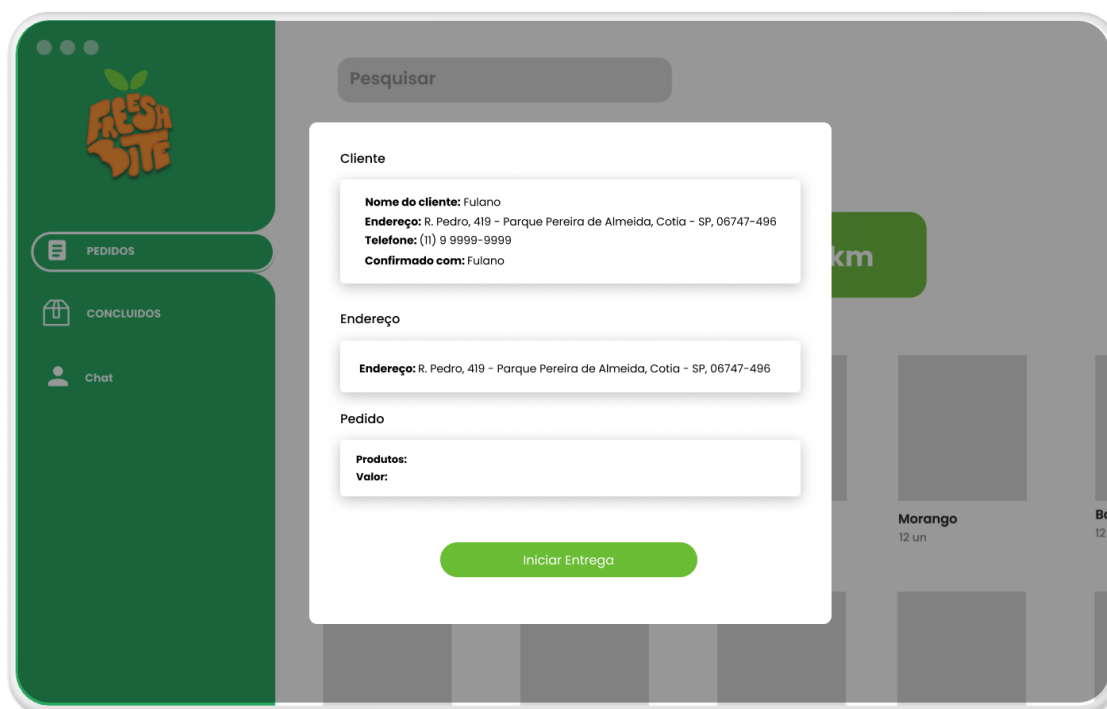 FRESH
BITE
PEDIDOS
CONCLUIDOS
Chat
Pesquisar
Cliente
Nome do cliente: Fulano
Endereço: R. Pedro, 419 - Parque Pereira de Almeida, Cotia - SP, 06747-496
Telefone: (11) 9 9999-9999
Confirmado com: Fulano
Endereço
Endereço: R. Pedro, 419 - Parque Pereira de Almeida, Cotia - SP, 06747-496
Pedido
Produtos:
Valor:
Iniciar Entrega
km
Morango
12 un
12